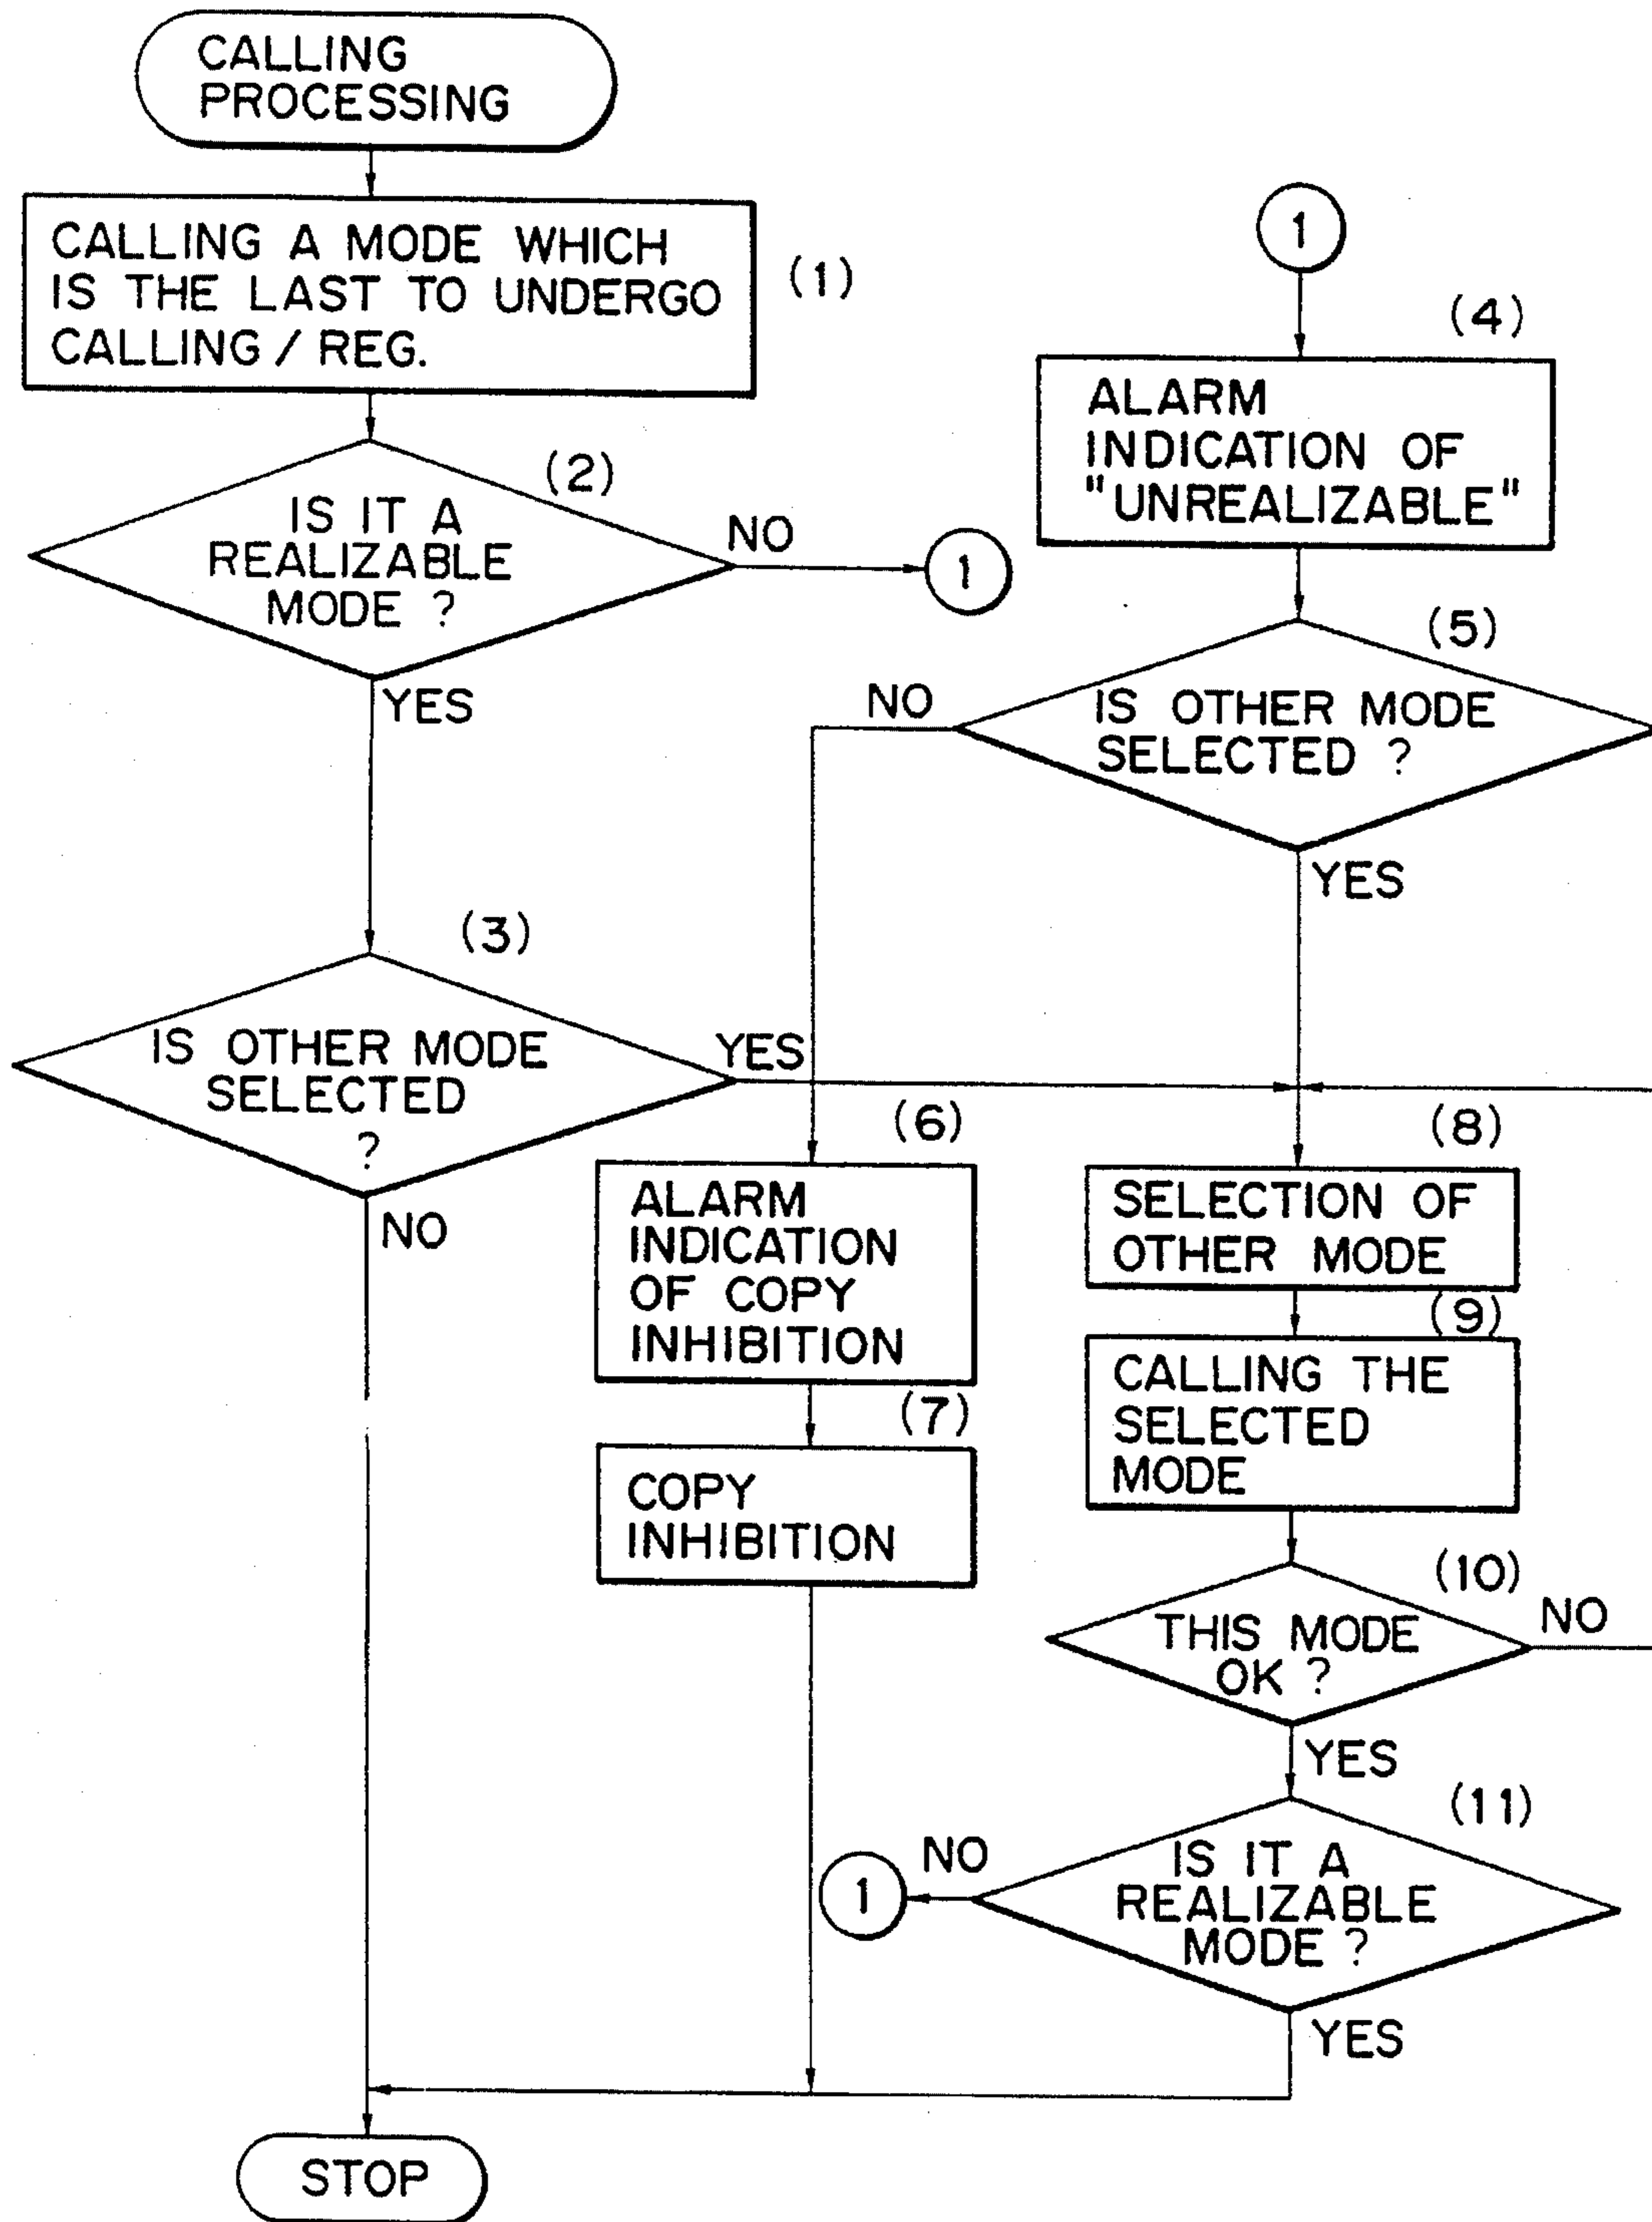 CALLING
PROCESSING
CALLING A MODE WHICH
IS THE LAST TO UNDERGO
CALLING / REG.
(1)
(2)
IS IT A
REALIZABLE
MODE ?
NO
1
YES
(3)
IS OTHER MODE
SELECTED
?
YES
NO
1
(4)
ALARM
INDICATION OF
"UNREALIZABLE"
(5)
IS OTHER MODE
SELECTED ?
NO
YES
(6)
ALARM
INDICATION
OF COPY
INHIBITION
(7)
COPY
INHIBITION
(8)
SELECTION OF
OTHER MODE
(9)
CALLING THE
SELECTED
MODE
(10)
THIS MODE
OK ?
NO
YES
(11)
IS IT A
REALIZABLE
MODE ?
NO
1
YES
STOP